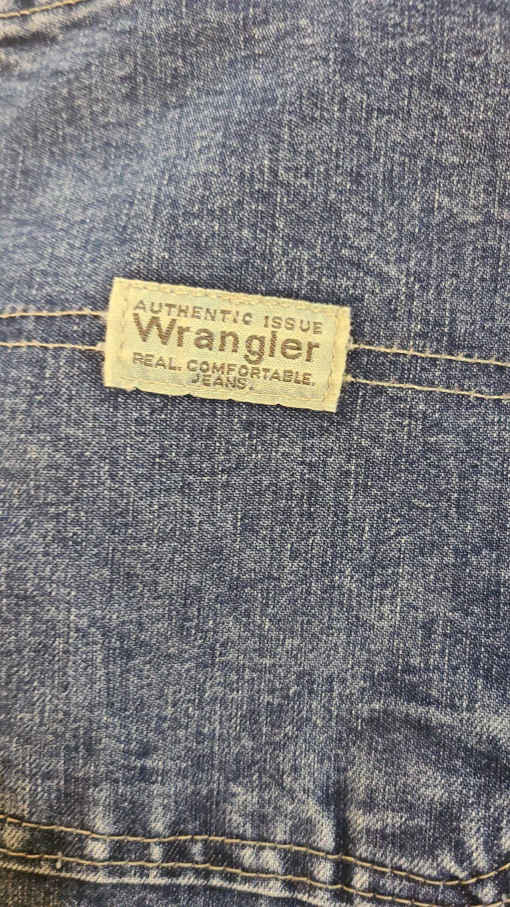 AUTHENTIC ISSUE
Wrangler
REAL. COMFORTABLE.
JEANS.